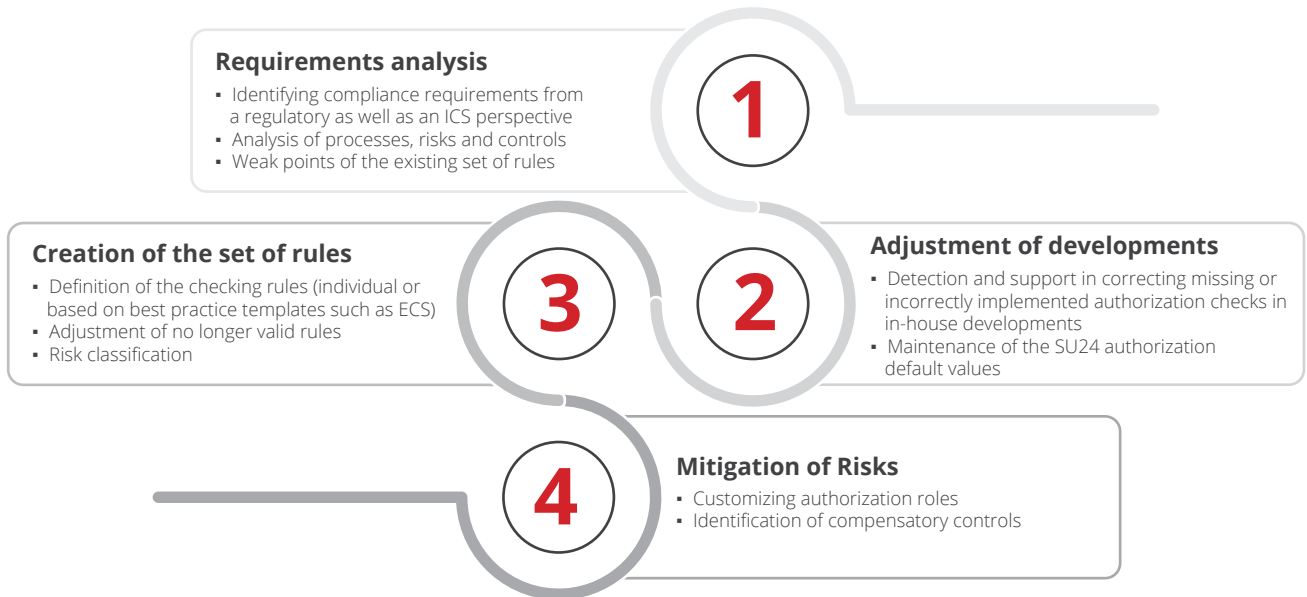 1
Requirements analysis
▪ Identifying compliance requirements from
a regulatory as well as an ICS perspective
▪ Analysis of processes, risks and controls
▪ Weak points of the existing set of rules
2
Adjustment of developments
▪ Detection and support in correcting missing or
incorrectly implemented authorization checks in
in-house developments
▪ Maintenance of the SU24 authorization
default values
3
Creation of the set of rules
▪ Definition of the checking rules (individual or
based on best practice templates such as ECS)
▪ Adjustment of no longer valid rules
▪ Risk classification
4
Mitigation of Risks
▪ Customizing authorization roles
▪ Identification of compensatory controls